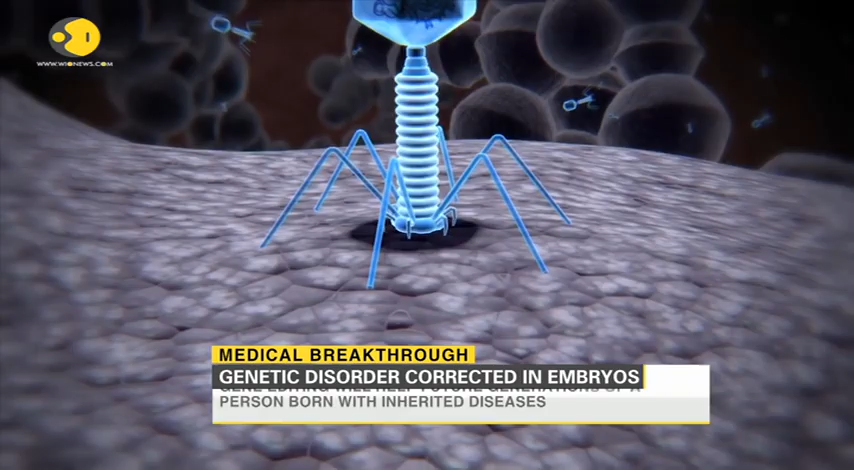 WWW.WIONEWS.COM
MEDICAL BREAKTHROUGH
GENETIC DISORDER CORRECTED IN EMBRYOS
PERSON BORN WITH INHERITED DISEASES